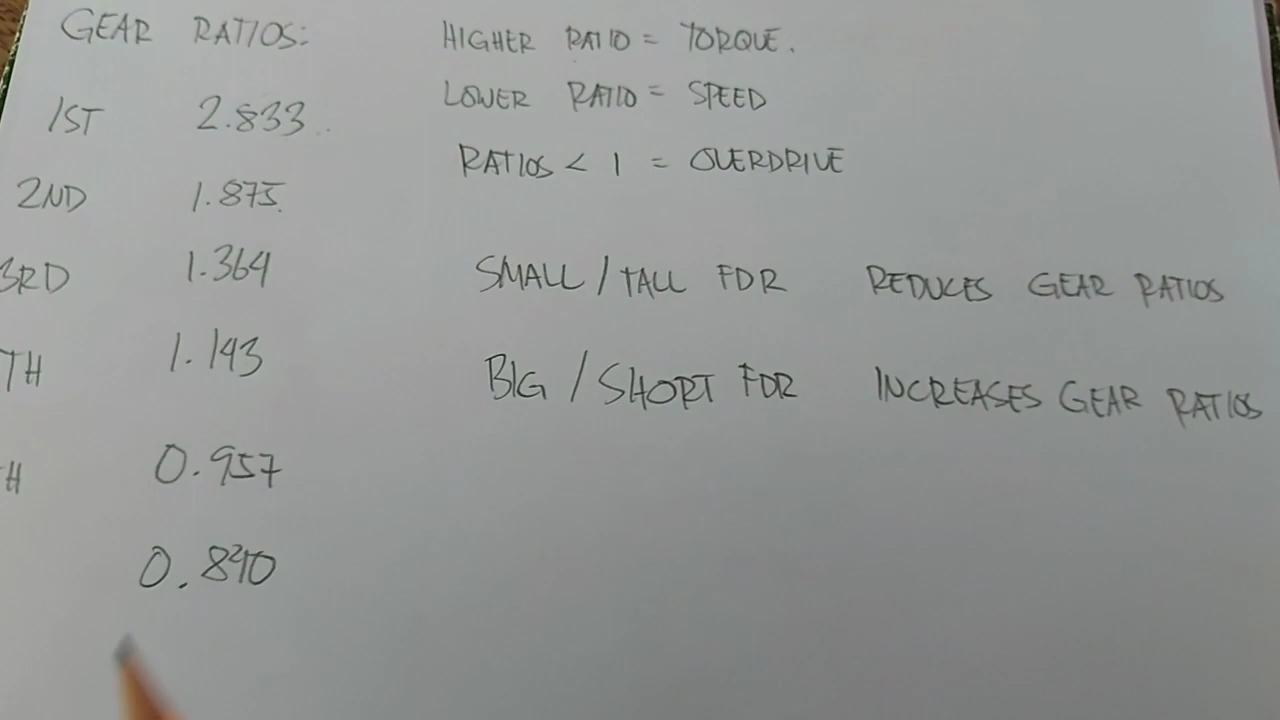 GEAR RATIOS:
1ST 2.833
2ND 1.875
3RD 1.364
TH 1.143
H 0.957
0.840
HIGHER RATIO = TORQUE.
LOWER RATIO = SPEED
RATIOS < 1 = OVERDRIVE
SMALL / TALL FDR REDUCES GEAR RATIOS
BIG / SHORT FDR INCREASES GEAR RATIOS